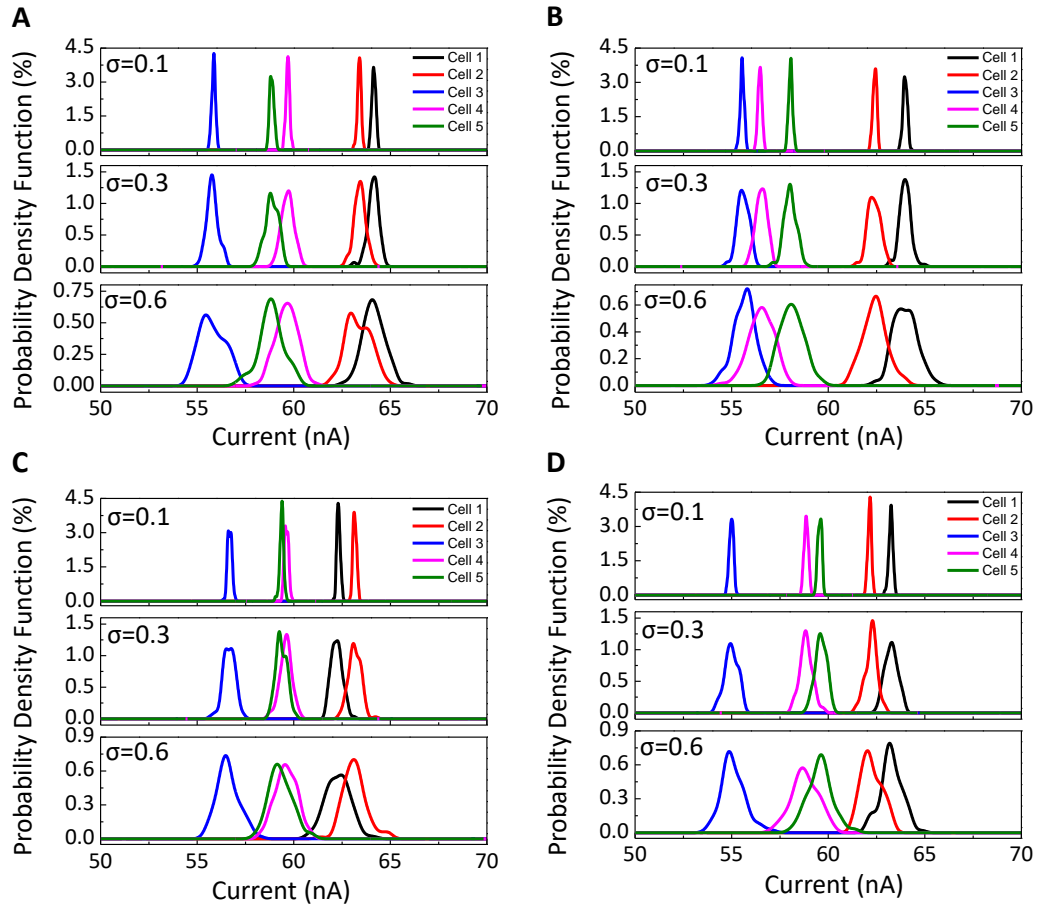 A
Probability Density Function (%)
4.5
3.0
1.5
0.0
σ=0.1
Cell 1
Cell 2
Cell 3
Cell 4
Cell 5
1.5
1.0
0.5
0.0
σ=0.3
0.75
0.50
0.25
0.00
σ=0.6
50 55 60 65 70
Current (nA)
B
Probability Density Function (%)
4.5
3.0
1.5
0.0
σ=0.1
Cell 1
Cell 2
Cell 3
Cell 4
Cell 5
1.5
1.0
0.5
0.0
σ=0.3
0.6
0.4
0.2
0.0
σ=0.6
50 55 60 65 70
Current (nA)
C
Probability Density Function (%)
4.5
3.0
1.5
0.0
σ=0.1
Cell 1
Cell 2
Cell 3
Cell 4
Cell 5
1.5
1.0
0.5
0.0
σ=0.3
0.9
0.6
0.3
0.0
σ=0.6
50 55 60 65 70
Current (nA)
D
Probability Density Function (%)
4.5
3.0
1.5
0.0
σ=0.1
Cell 1
Cell 2
Cell 3
Cell 4
Cell 5
1.5
1.0
0.5
0.0
σ=0.3
0.9
0.6
0.3
0.0
σ=0.6
50 55 60 65 70
Current (nA)